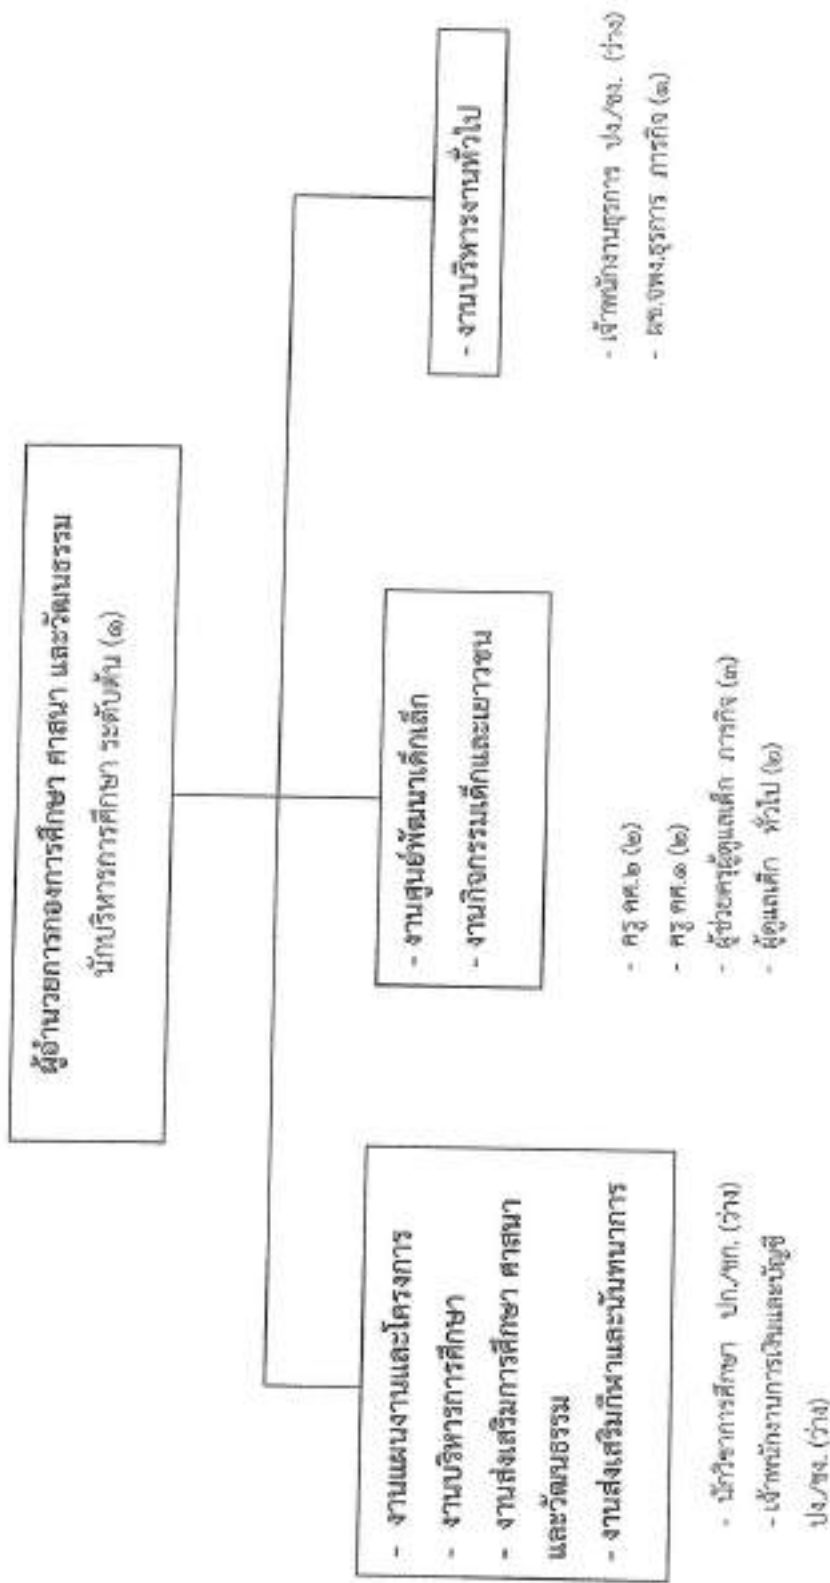 ผู้อำนวยการกองการศึกษา ศาสนา และวัฒนธรรม
นักบริหารการศึกษา ระดับต้น (๑)
- งานแผนงานและโครงการ
- งานบริหารการศึกษา
- งานส่งเสริมการศึกษา ศาสนา
และวัฒนธรรม
- งานส่งเสริมกีฬาและนันทนาการ
- นักวิชาการศึกษา ปก./ชก. (ว่าง)
- เจ้าพนักงานการเงินและบัญชี
ปง./ชง. (ว่าง)
- งานศูนย์พัฒนาเด็กเล็ก
- งานกิจกรรมเด็กและเยาวชน
- ครู คศ.๒ (๒)
- ครู คศ.๑ (๒)
- ผู้ช่วยครูผู้ดูแลเด็ก ภารกิจ (๓)
- ผู้ดูแลเด็ก ทั่วไป (๒)
- งานบริหารงานทั่วไป
- เจ้าพนักงานธุรการ ปง./ชง. (ว่าง)
- ผช.จพง.ธุรการ ภารกิจ